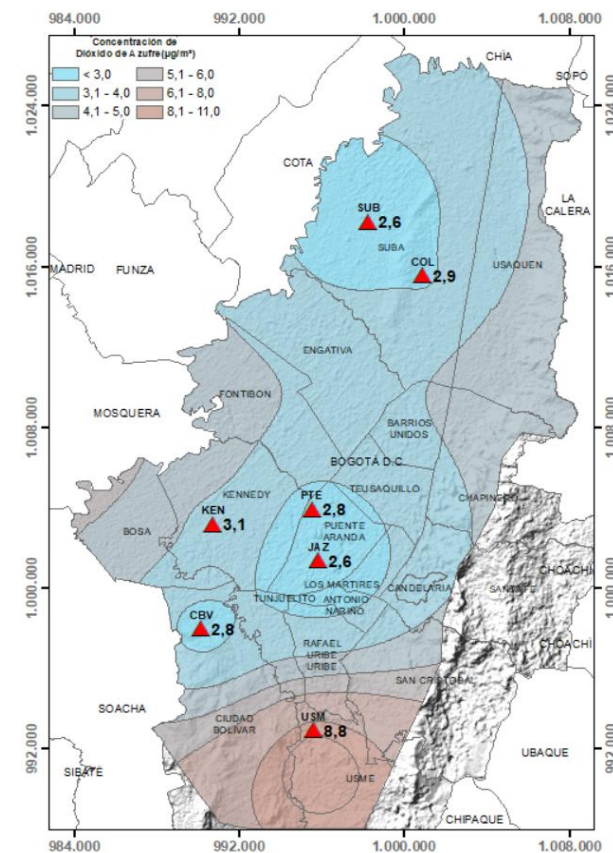 984.000 992.000 1.000.000 1.008.000
Concentración de
Dióxido de Azufre(µg/m³)
< 3,0 5,1 - 6,0
3,1 - 4,0 6,1 - 8,0
4,1 - 5,0 8,1 - 11,0
CHÍA
SOPÓ
1.024.000 1.024.000
COTA
LA
CALERA
SUB
2,6
SUBA
COL
2,9
USAQUEN
1.016.000 1.016.000
MADRID FUNZA
ENGATIVA
FONTIBON
MOSQUERA
1.008.000 1.008.000
BARRIOS
UNIDOS
BOGOTÁ D.C.
TEUSAQUILLO
KENNEDY
CHAPINERO
PTE
2,8
KEN
3,1
PUENTE
ARANDA
BOSA
JAZ
2,6
CHOACHÍ
LOS MARTIRES
CANDELARIA
SANTAFE
1.000.000 1.000.000
TUNJUELITO
ANTONIO
NARIÑO
CBV
2,8
RAFAEL
URIBE
URIBE
CHOACHÍ
SAN CRISTOBAL
SOACHA
CIUDAD
BOLIVAR
USM
8,8
992.000 992.000
UBAQUE
SIBATÉ
USME
CHIPAQUE
984.000 992.000 1.000.000 1.008.000